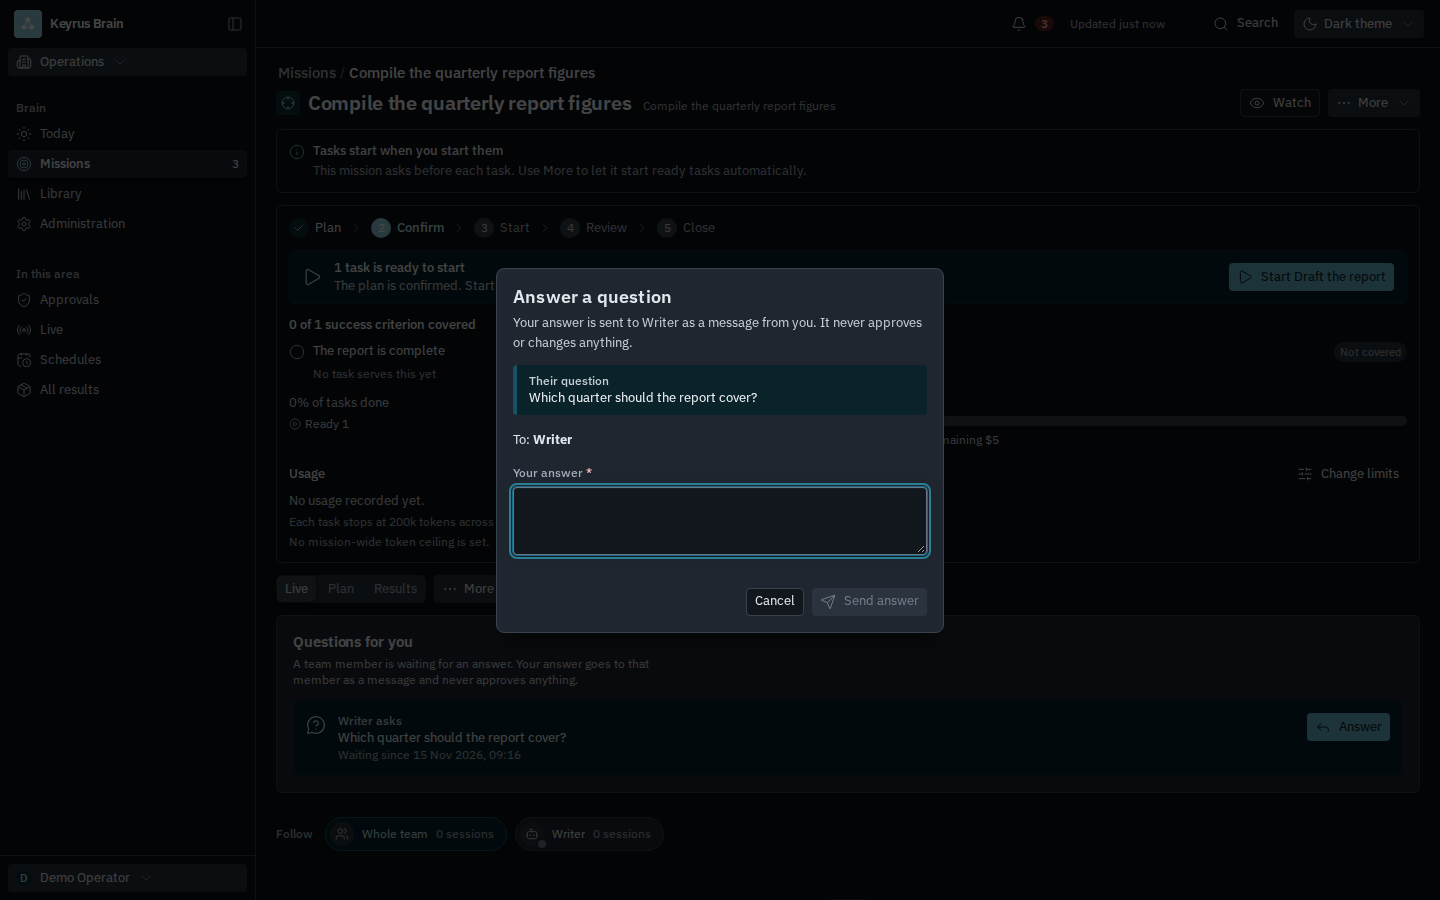 Keyrus Brain
3
Updated just now
Search
Dark theme
Operations
Brain
Today
Missions
3
Library
Administration
In this area
Approvals
Live
Schedules
All results
Demo Operator
D
Missions / Compile the quarterly report figures
Compile the quarterly report figures
Compile the quarterly report figures
Watch
More
Tasks start when you start them
This mission asks before each task. Use More to let it start ready tasks automatically.
Plan
2 Confirm
3 Start
4 Review
5 Close
1 task is ready to start
The plan is confirmed. Start
Start Draft the report
0 of 1 success criterion covered
The report is complete
Not covered
No task serves this yet
0% of tasks done
Ready 1
maining $5
Usage
Change limits
No usage recorded yet.
Each task stops at 200k tokens across
No mission-wide token ceiling is set.
Answer a question
Your answer is sent to Writer as a message from you. It never approves
or changes anything.
Their question
Which quarter should the report cover?
To: Writer
Your answer *
Cancel
Send answer
Live
Plan
Results
More
Questions for you
A team member is waiting for an answer. Your answer goes to that
member as a message and never approves anything.
Writer asks
Which quarter should the report cover?
Waiting since 15 Nov 2026, 09:16
Answer
Follow
Whole team 0 sessions
Writer 0 sessions